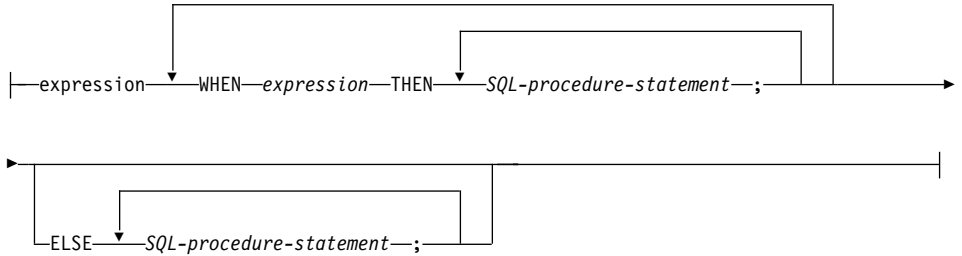 expression WHEN expression THEN SQL-procedure-statement ;
ELSE SQL-procedure-statement ;